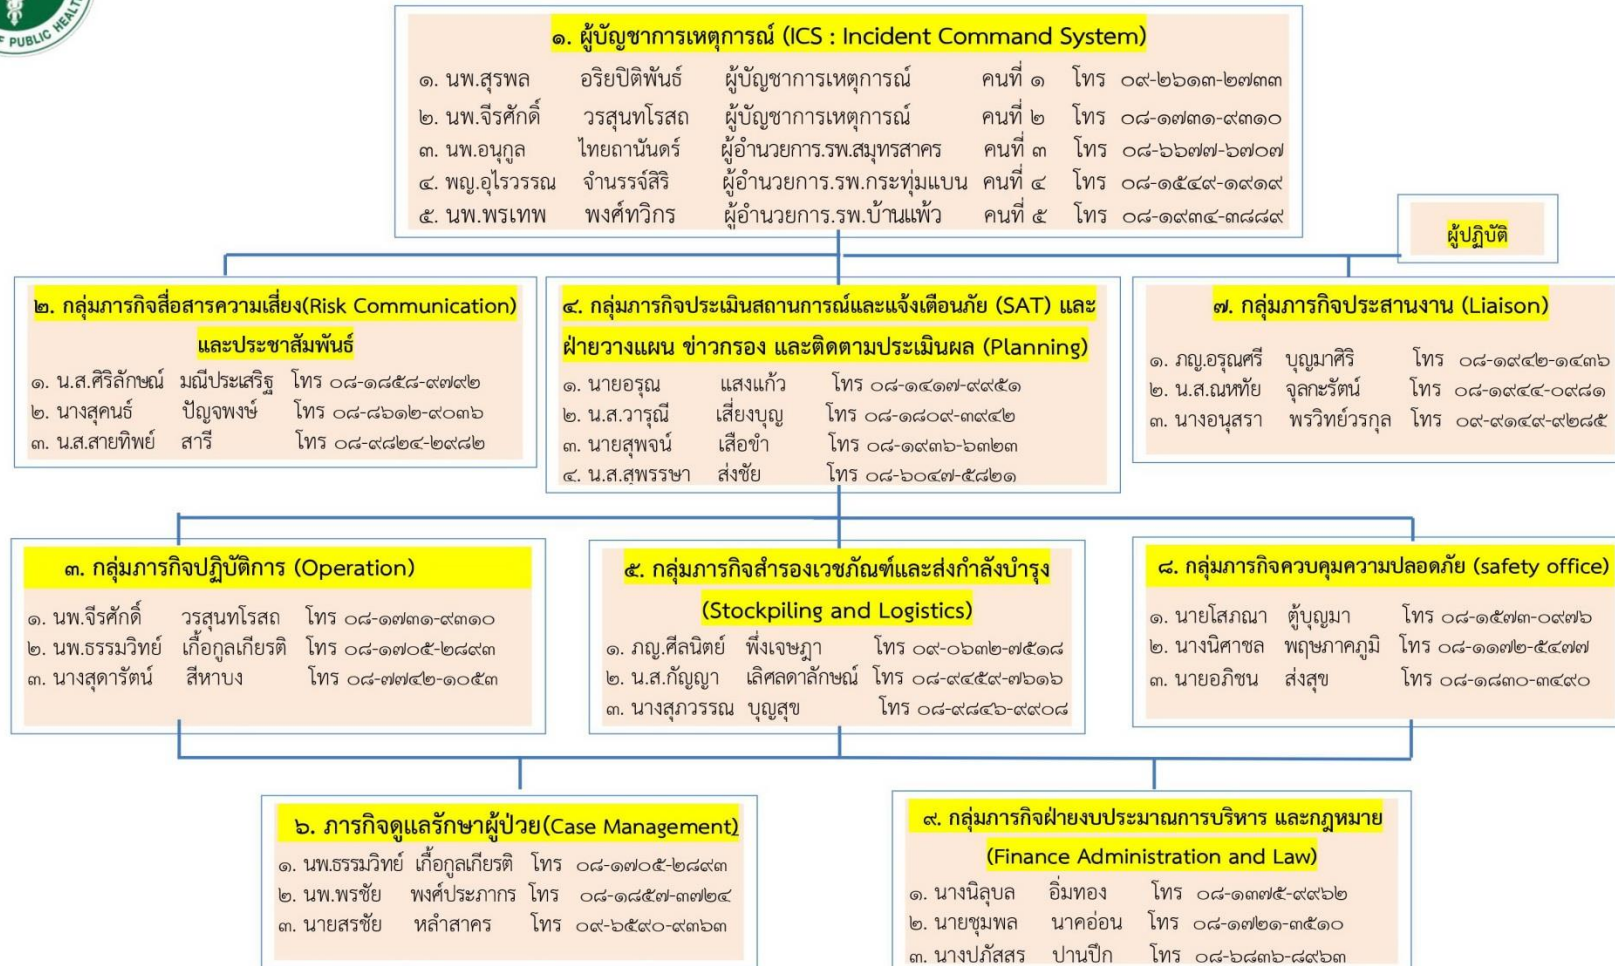 OF PUBLIC HEALTH
๑. ผู้บัญชาการเหตุการณ์ (ICS : Incident Command System)
๑. นพ.สุรพล อริยปิติพันธ์ ผู้บัญชาการเหตุการณ์ คนที่ ๑ โทร ๐๙-๒๖๑๓-๒๗๓๓
๒. นพ.จีรศักดิ์ วรสุนทโรสถ ผู้บัญชาการเหตุการณ์ คนที่ ๒ โทร ๐๘-๑๗๓๑-๙๓๑๐
๓. นพ.อนุกูล ไทยถานันดร์ ผู้อำนวยการ.รพ.สมุทรสาคร คนที่ ๓ โทร ๐๘-๖๖๗๗-๖๗๐๗
๔. พญ.อุไรวรรณ จำนรรจ์สิริ ผู้อำนวยการ.รพ.กระทุ่มแบน คนที่ ๔ โทร ๐๘-๑๕๔๙-๑๙๑๙
๕. นพ.พรเทพ พงศ์ทวิกร ผู้อำนวยการ.รพ.บ้านแพ้ว คนที่ ๕ โทร ๐๘-๑๙๓๔-๓๘๘๙
ผู้ปฏิบัติ
๒. กลุ่มภารกิจสื่อสารความเสี่ยง(Risk Communication)
และประชาสัมพันธ์
๑. น.ส.ศิริลักษณ์ มณีประเสริฐ โทร ๐๘-๑๘๕๘-๙๗๙๒
๒. นางสุคนธ์ ปัญจพงษ์ โทร ๐๘-๘๖๑๒-๙๐๓๖
๓. น.ส.สายทิพย์ สารี โทร ๐๘-๙๘๒๔-๒๙๘๒
๔. กลุ่มภารกิจประเมินสถานการณ์และแจ้งเตือนภัย (SAT) และ
ฝ่ายวางแผน ข่าวกรอง และติดตามประเมินผล (Planning)
๑. นายอรุณ แสงแก้ว โทร ๐๘-๑๔๑๗-๙๙๕๑
๒. น.ส.วารุณี เสี่ยงบุญ โทร ๐๘-๑๘๐๙-๓๙๔๒
๓. นายสุพจน์ เสือขำ โทร ๐๘-๑๙๓๖-๖๓๒๓
๔. น.ส.สุพรรษา ส่งชัย โทร ๐๘-๖๐๔๗-๕๘๒๑
๗. กลุ่มภารกิจประสานงาน (Liaison)
๑. ภญ.อรุณศรี บุญมาศิริ โทร ๐๘-๑๙๔๒-๑๔๓๖
๒. น.ส.ณหทัย จุลกะรัตน์ โทร ๐๘-๑๙๔๔-๐๙๘๑
๓. นางอนุสรา พรวิทย์วรกุล โทร ๐๙-๙๑๔๙-๙๒๘๕
๓. กลุ่มภารกิจปฏิบัติการ (Operation)
๑. นพ.จีรศักดิ์ วรสุนทโรสถ โทร ๐๘-๑๗๓๑-๙๓๑๐
๒. นพ.ธรรมวิทย์ เกื้อกูลเกียรติ โทร ๐๘-๑๗๐๕-๒๘๙๓
๓. นางสุดารัตน์ สีหาบง โทร ๐๘-๗๗๔๒-๑๐๕๓
๕. กลุ่มภารกิจสำรองเวชภัณฑ์และส่งกำลังบำรุง
(Stockpiling and Logistics)
๑. ภญ.ศีลนิตย์ พึ่งเจษฎา โทร ๐๙-๐๖๓๒-๗๕๑๘
๒. น.ส.กัญญา เลิศลดาลักษณ์ โทร ๐๘-๙๔๕๙-๗๖๑๖
๓. นางสุภวรรณ บุญสุข โทร ๐๘-๙๘๔๖-๙๙๐๘
๘. กลุ่มภารกิจควบคุมความปลอดภัย (safety office)
๑. นายโสภณา ตู้บุญมา โทร ๐๘-๑๕๗๓-๐๙๗๖
๒. นางนิศาชล พฤษภาคภูมิ โทร ๐๘-๑๑๗๒-๕๔๗๗
๓. นายอภิชน ส่งสุข โทร ๐๘-๑๘๓๐-๓๔๙๐
๖. ภารกิจดูแลรักษาผู้ป่วย(Case Management)
๑. นพ.ธรรมวิทย์ เกื้อกูลเกียรติ โทร ๐๘-๑๗๐๕-๒๘๙๓
๒. นพ.พรชัย พงศ์ประภากร โทร ๐๘-๑๘๕๗-๓๗๒๔
๓. นายสรชัย หลำสาคร โทร ๐๙-๖๕๙๐-๙๓๖๓
๙. กลุ่มภารกิจฝ่ายงบประมาณการบริหาร และกฎหมาย
(Finance Administration and Law)
๑. นางนิลุบล อิ่มทอง โทร ๐๘-๑๓๗๕-๙๙๖๒
๒. นายชุมพล นาคอ่อน โทร ๐๘-๑๗๒๑-๓๕๑๐
๓. นางปภัสสร ปานปึก โทร ๐๘-๖๘๓๖-๘๙๖๓